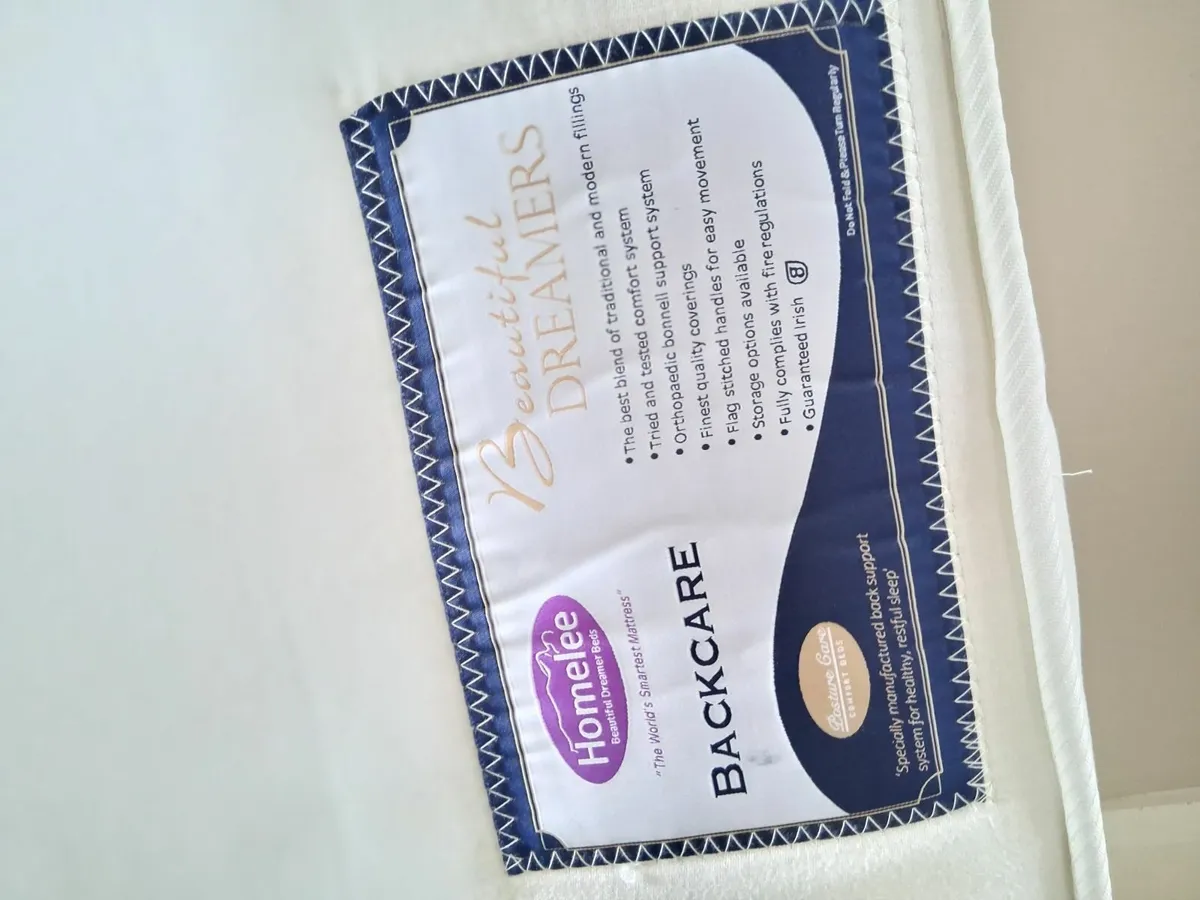 Homelee
Beautiful Dreamer Beds
"The World's Smartest Mattress"
BACKCARE
Beautiful
DREAMERS
• The best blend of traditional and modern fillings
• Tried and tested comfort system
• Orthopaedic bonnell support system
• Finest quality coverings
• Flag stitched handles for easy movement
• Storage options available
• Fully complies with fire regulations
• Guaranteed Irish
Posture Care
COMFORT BEDS
'Specially manufactured back support
system for healthy, restful sleep'
Do Not Fold & Please Turn Regularly